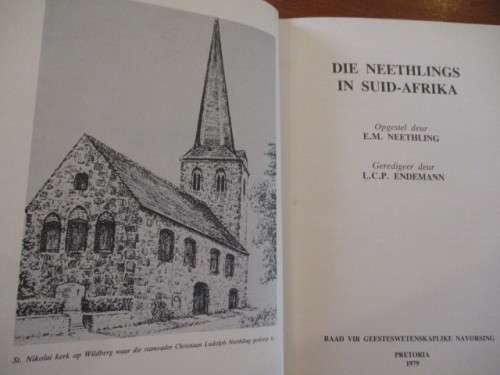 St. Nikolai kerk op Wildberg waar die stamvader Christiaan Ludolph Neethling gedoop is
DIE NEETHLINGS
IN SUID-AFRIKA
Opgestel deur
E.M. NEETHLING
Geredigeer deur
L.C.P. ENDEMANN
RAAD VIR GEESTESWETENSKAPLIKE NAVORSING
PRETORIA
1979